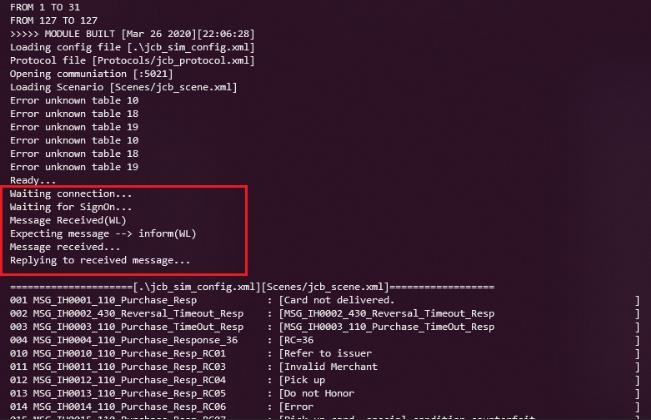 FROM 1 TO 31
FROM 127 TO 127
>>>>> MODULE BUILT [Mar 26 2020][22:06:28]
Loading config file [.\jcb_sim_config.xml]
Protocol file [Protocols/jcb_protocol.xml]
Opening communiation [:5021]
Loading Scenario [Scenes/jcb_scene.xml]
Error unknown table 10
Error unknown table 18
Error unknown table 19
Error unknown table 10
Error unknown table 18
Error unknown table 19
Ready...
Waiting connection...
Waiting for SignOn...
Message Received(WL)
Expecting message --> inform(WL)
Message received...
Replying to received message...
=====================[.\jcb_sim_config.xml][Scenes/jcb_scene.xml]==================
001 MSG_IH0001_110_Purchase_Resp : [Card not delivered. ]
002 MSG_IH0002_430_Reversal_Timeout_Resp : [MSG_IH0002_430_Reversal_Timeout_Resp ]
003 MSG_IH0003_110_Purchase_TimeOut_Resp : [MSG_IH0003_110_Purchase_TimeOut_Resp ]
004 MSG_IH0004_110_Purchase_Response_36 : [RC=36 ]
010 MSG_IH0010_110_Purchase_Resp_RC01 : [Refer to issuer ]
011 MSG_IH0011_110_Purchase_Resp_RC03 : [Invalid Merchant ]
012 MSG_IH0012_110_Purchase_Resp_RC04 : [Pick up ]
013 MSG_IH0013_110_Purchase_Resp_RC05 : [Do not Honor ]
014 MSG_IH0014_110_Purchase_Resp_RC06 : [Error ]